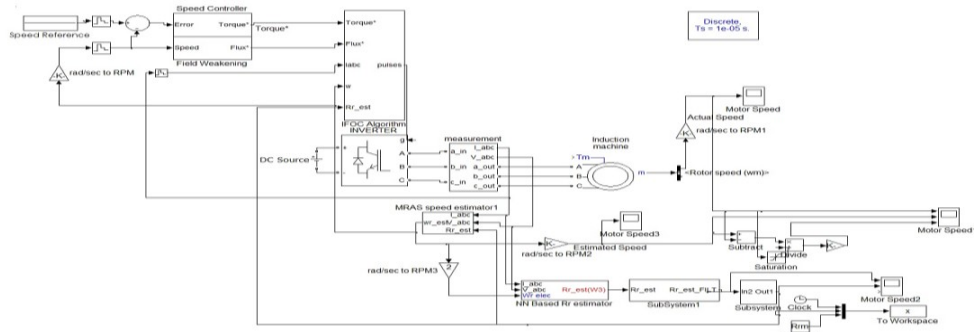 Speed Controller
Error Torque*
Speed Flux*
Field Weakening
Speed Reference
rad/sec to RPM
Torque*
Torque*
Flux*
Iabc pulses
w
Rr_est
IFOC Algorithm
INVERTER
g
A
B
C
DC Source
+
-
measurement
I_abc
V_abc
a_in a_out
b_in b_out
c_in c_out
Induction
machine
Tm
A
B
C
m
<Rotor speed (wm)>
Discrete,
Ts = 1e-05 s.
Motor Speed
Actual Speed
rad/sec to RPM1
MRAS speed estimator1
I_abc
wr_est V_abc
Rr_est
rad/sec to RPM3
2
Motor Speed3
Estimated Speed
rad/sec to RPM2
Subtract
Divide
Saturation
Motor Speed
I_abc
V_abc
Wr elec
Rr_est(W3)
NN Based Rr estimator
Rr_est
SubSystem1
In2 Out1
Subsystem
Clock
Rrm
Motor Speed2
x
To Workspace